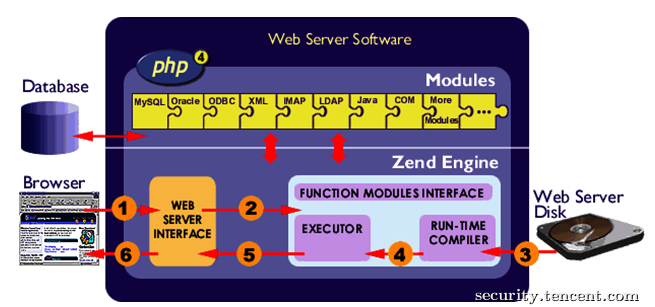 Web Server Software
php
4
Database
Modules
MySQL
Oracle
ODBC
XML
IMAP
LDAP
Java
COM
More
Modules
...
Zend Engine
Browser
1
WEB
SERVER
INTERFACE
2
FUNCTION MODULES INTERFACE
EXECUTOR
RUN-TIME
COMPILER
Web Server
Disk
3
4
5
6
security.tencent.com